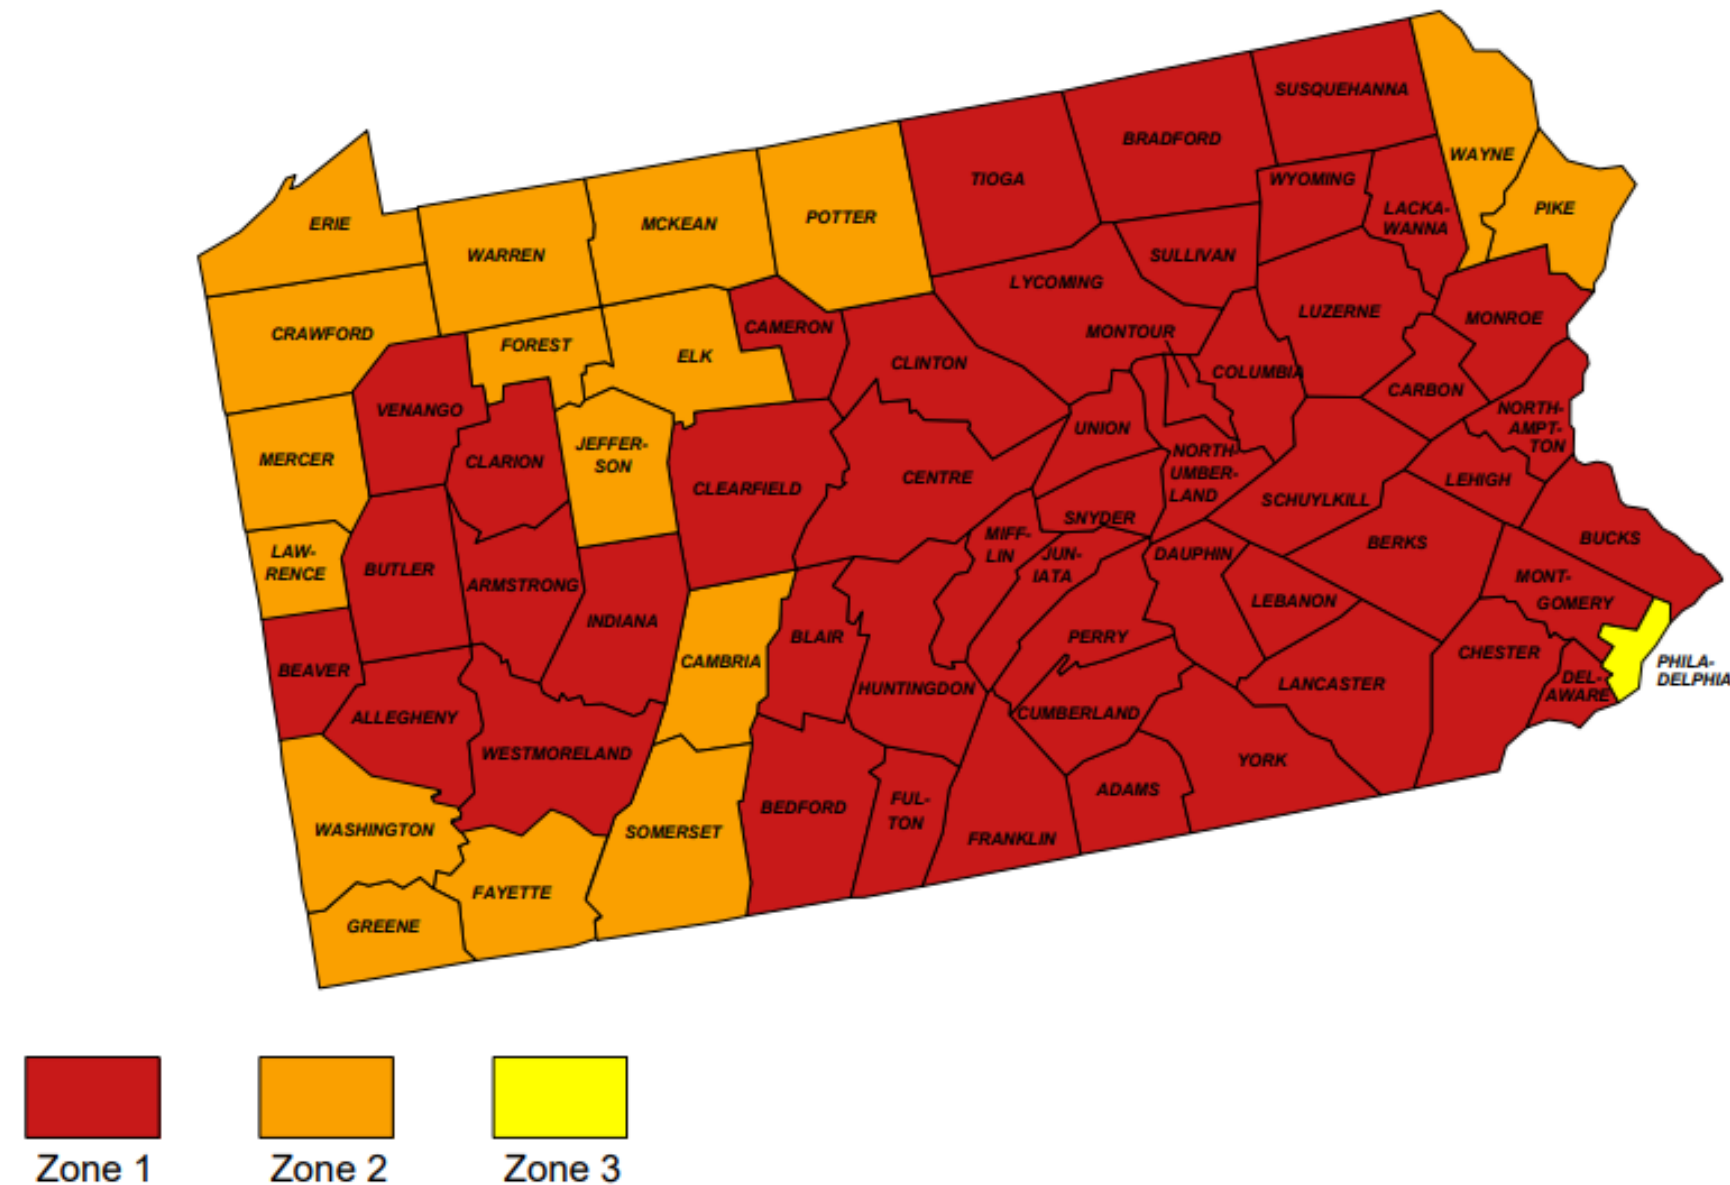 SUSQUEHANNA
BRADFORD
WAYNE
TIOGA
WYOMING
PIKE
LACKA-
WANNA
ERIE
MCKEAN
POTTER
WARREN
SULLIVAN
LYCOMING
LUZERNE
MONROE
CRAWFORD
CAMERON
MONTOUR
FOREST
ELK
CLINTON
COLUMBIA
CARBON
VENANGO
NORTH-
AMPT-
TON
UNION
JEFFER-
SON
MERCER
CLARION
NORTH-
UMBER-
LAND
CENTRE
LEHIGH
CLEARFIELD
SCHUYLKILL
SNYDER
MIFF-
LIN
BUCKS
BERKS
LAW-
RENCE
JUN-
IATA
DAUPHIN
BUTLER
MONT-
GOMERY
ARMSTRONG
LEBANON
INDIANA
BLAIR
PERRY
CHESTER
CAMBRIA
PHILA-
DELPHIA
BEAVER
DEL-
AWARE
HUNTINGDON
LANCASTER
ALLEGHENY
CUMBERLAND
WESTMORELAND
YORK
ADAMS
BEDFORD
FUL-
TON
WASHINGTON
SOMERSET
FRANKLIN
FAYETTE
GREENE
Zone 1
Zone 2
Zone 3